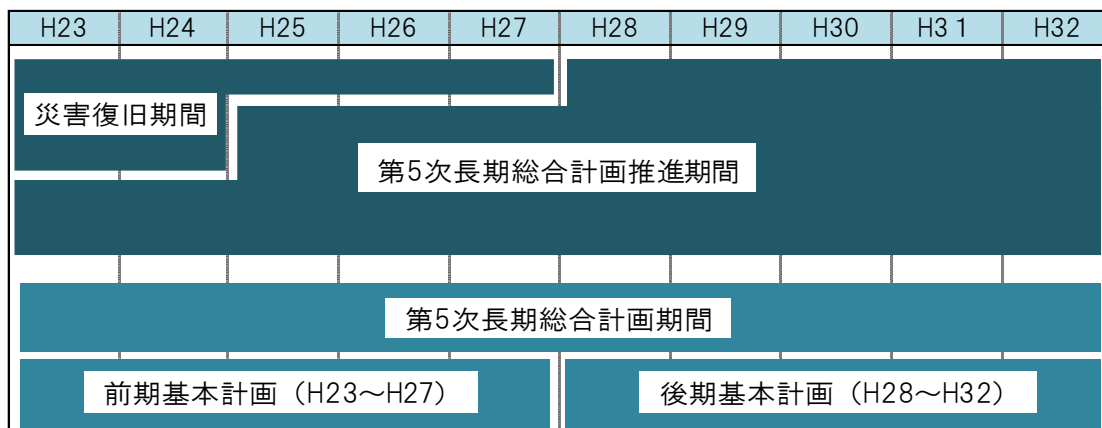 H23 H24 H25 H26 H27 H28 H29 H30 H31 H32
災害復旧期間
第5次長期総合計画推進期間
第5次長期総合計画期間
前期基本計画（H23～H27） 後期基本計画（H28～H32）